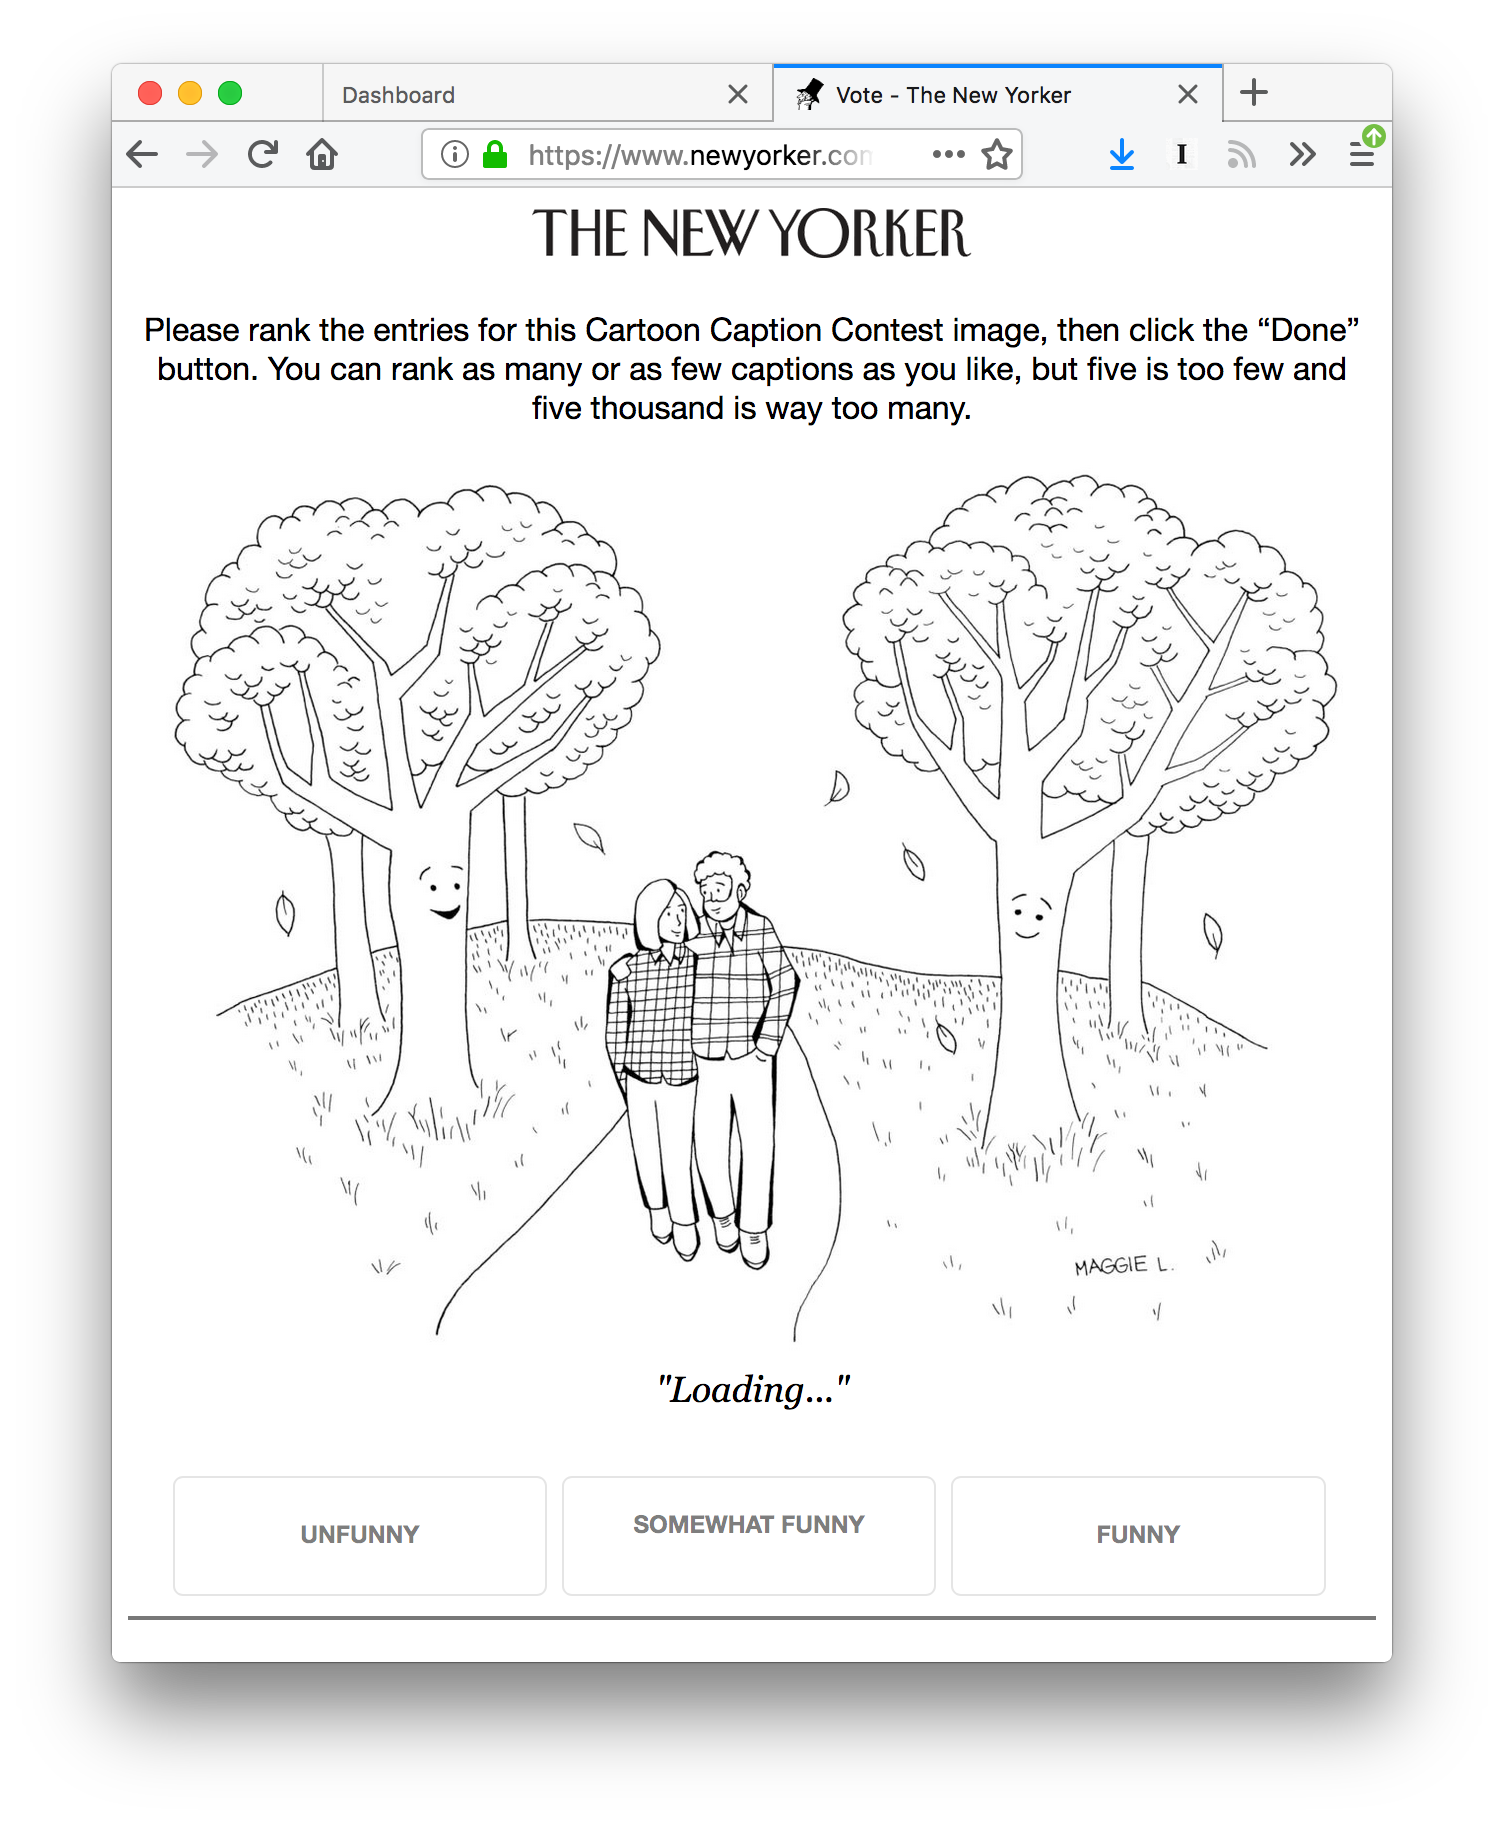 Dashboard
Vote - The New Yorker
https://www.newyorker.con
I
THE NEW YORKER
Please rank the entries for this Cartoon Caption Contest image, then click the “Done”
button. You can rank as many or as few captions as you like, but five is too few and
five thousand is way too many.
MAGGIE L.
"Loading..."
UNFUNNY
SOMEWHAT FUNNY
FUNNY